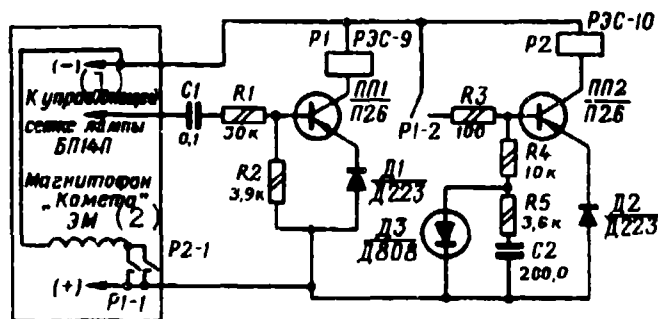 (-)
(1)
К управляющей
сетке лампы
БП14П
Магнитофон
"Комета"
ЭМ (2)
(+)
P1-1
P2-1
C1
0,1
R1
30к
R2
3,9к
P1
РЭС-9
ПП1
П26
Д1
Д223
P1-2
R3
100
P2
РЭС-10
ПП2
П26
R4
10к
R5
3,6к
C2
200,0
Д3
Д808
Д2
Д223